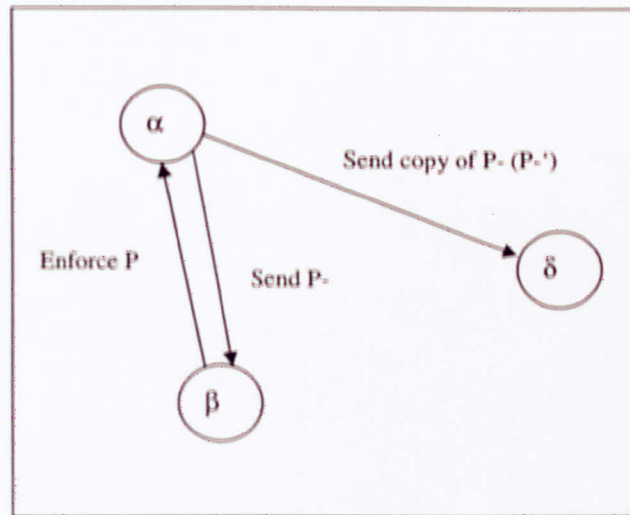 α
Send copy of P- (P-')
Enforce P
Send P-
δ
β